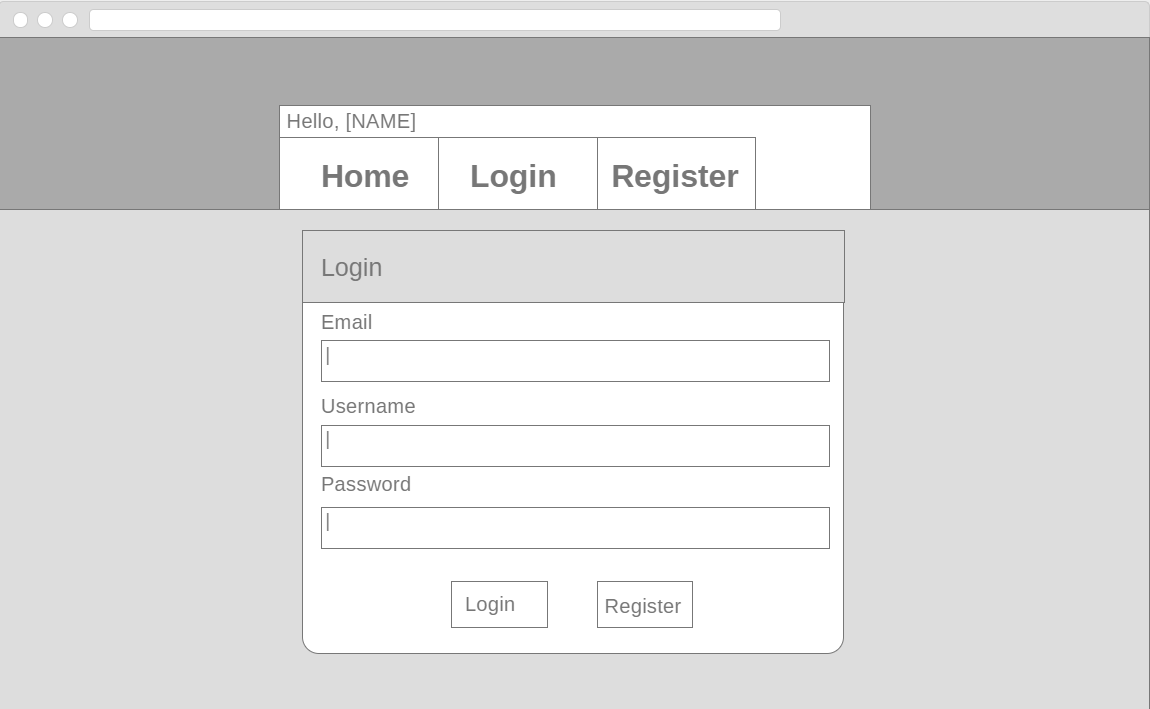 Hello, [NAME]
Home Login Register
Login
Email
|
Username
|
Password
|
Login Register